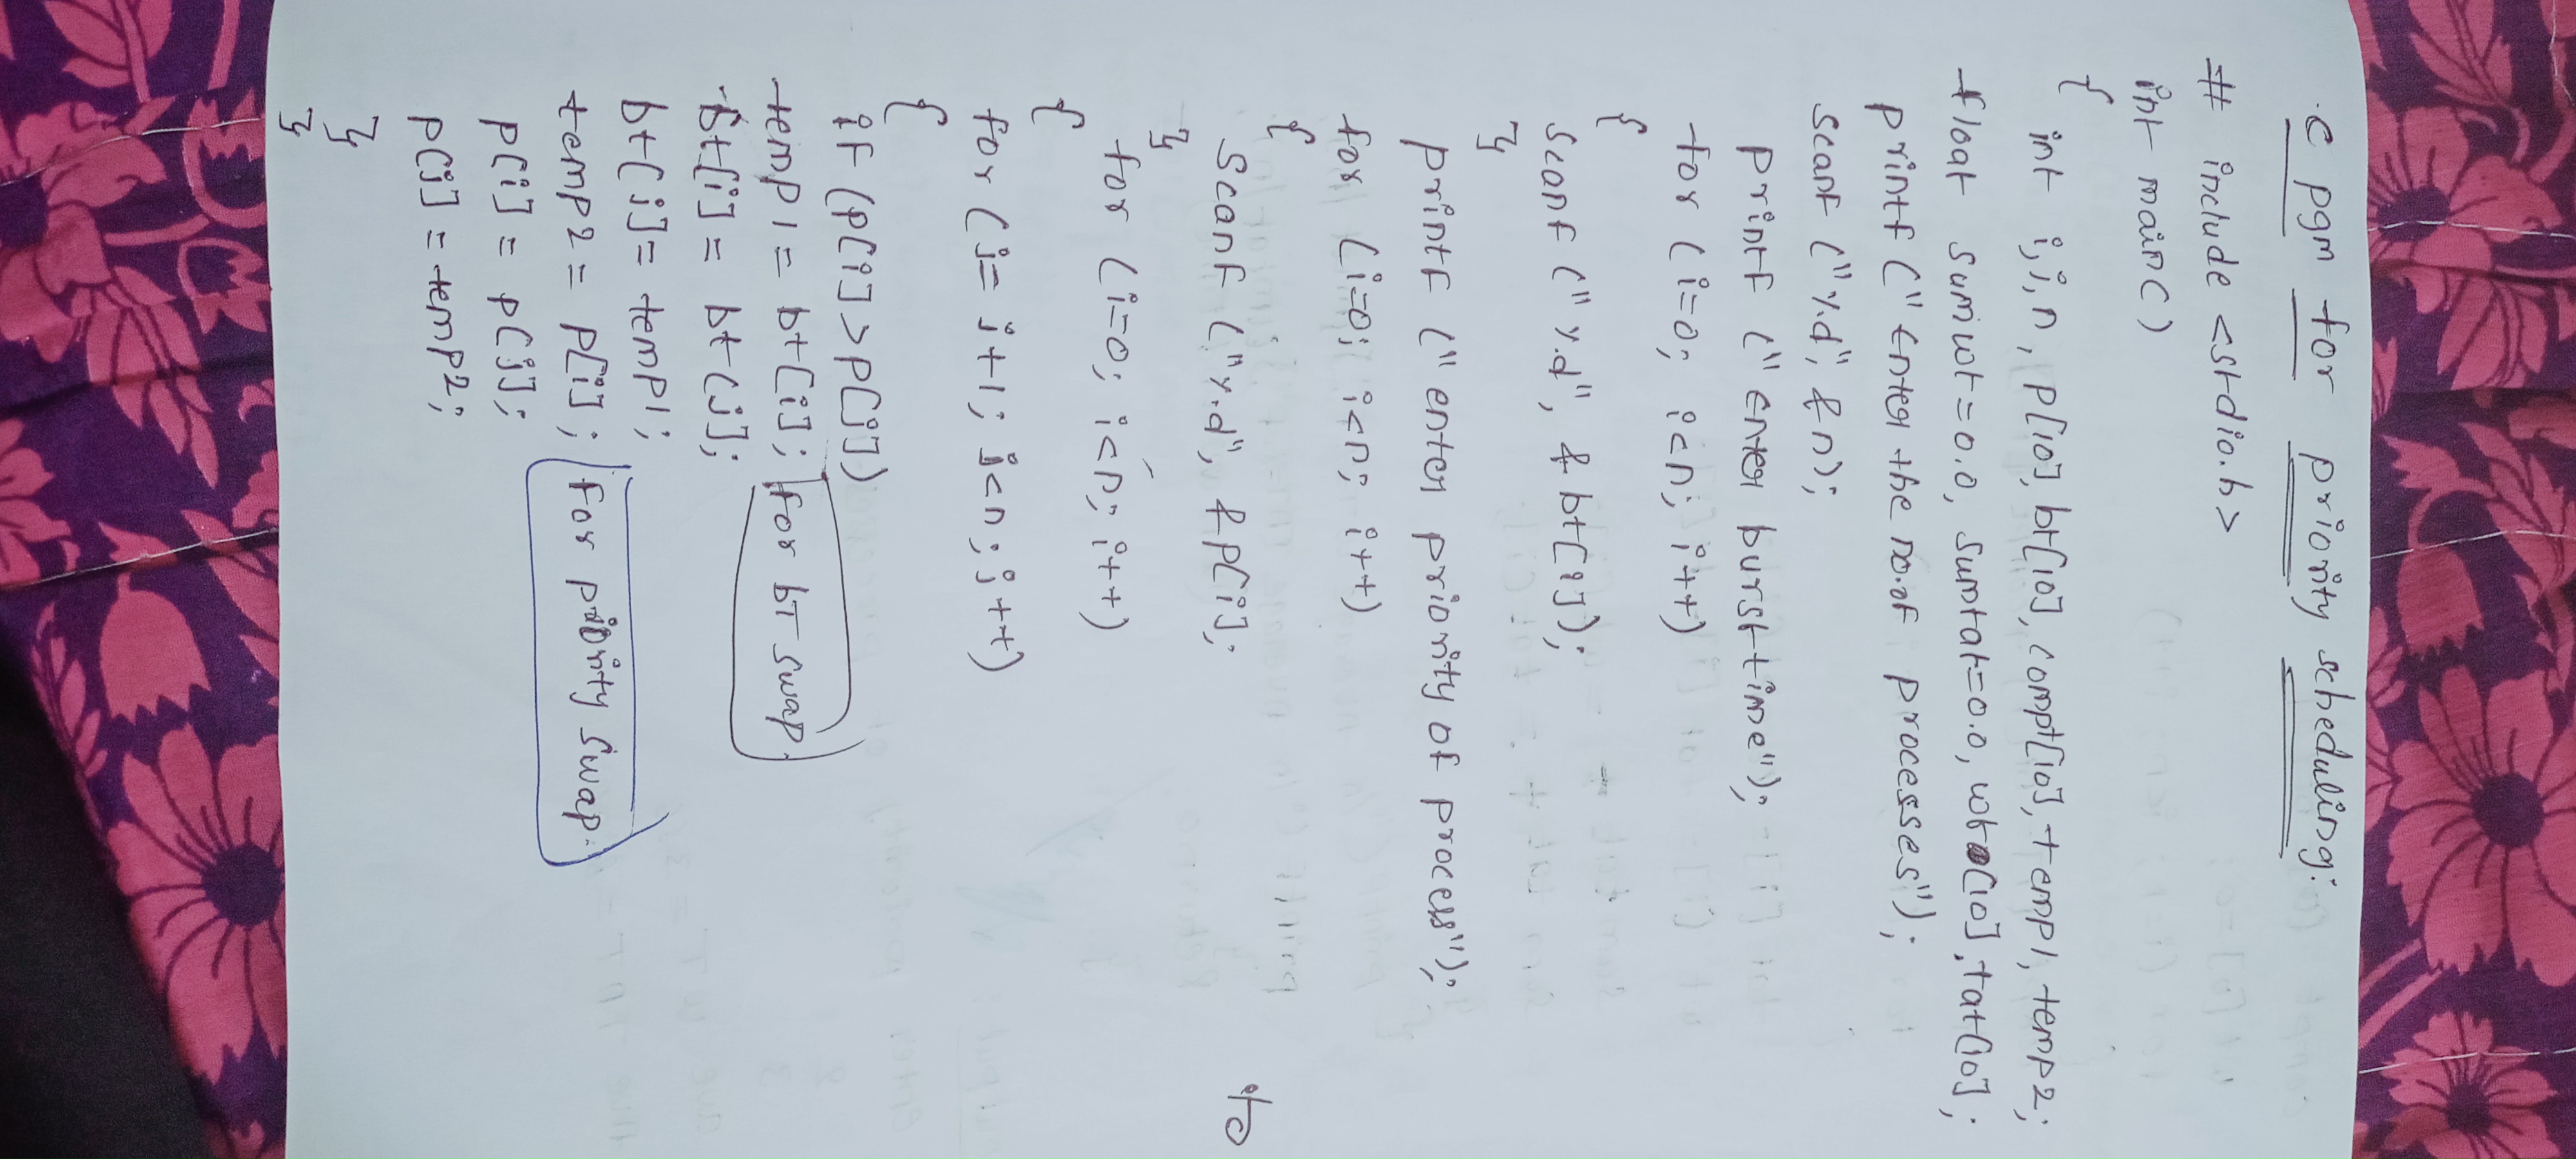 C pgm for priority scheduling:
# include <stdio.h>
int main()
{
int i,j,n, p[10], bt[10], compt[10], temp1, temp2;
float sumwt=0.0, sumtat=0.0, wt[10], tat[10];
printf ("Enter the no.of processes");
scanf ("%d", &n);
printf ("Enter burst time");
for (i=0; i<n; i++)
{
scanf ("%d", &bt[i]);
}
printf ("enter priority of process");
for (i=0; i<n; i++)
{
scanf ("%d", &p[i];
}
for (i=0; i<n; i++)
{
for (j= j+1; j<n; j++)
{
if (p[i] > p[j])
temp1 = bt[i]; for bt swap.
bt[i] = bt[j];
bt[j]= temp1;
temp2 = p[i]; for priority swap.
p[i] = p[j];
p[j] = temp2;
}
}